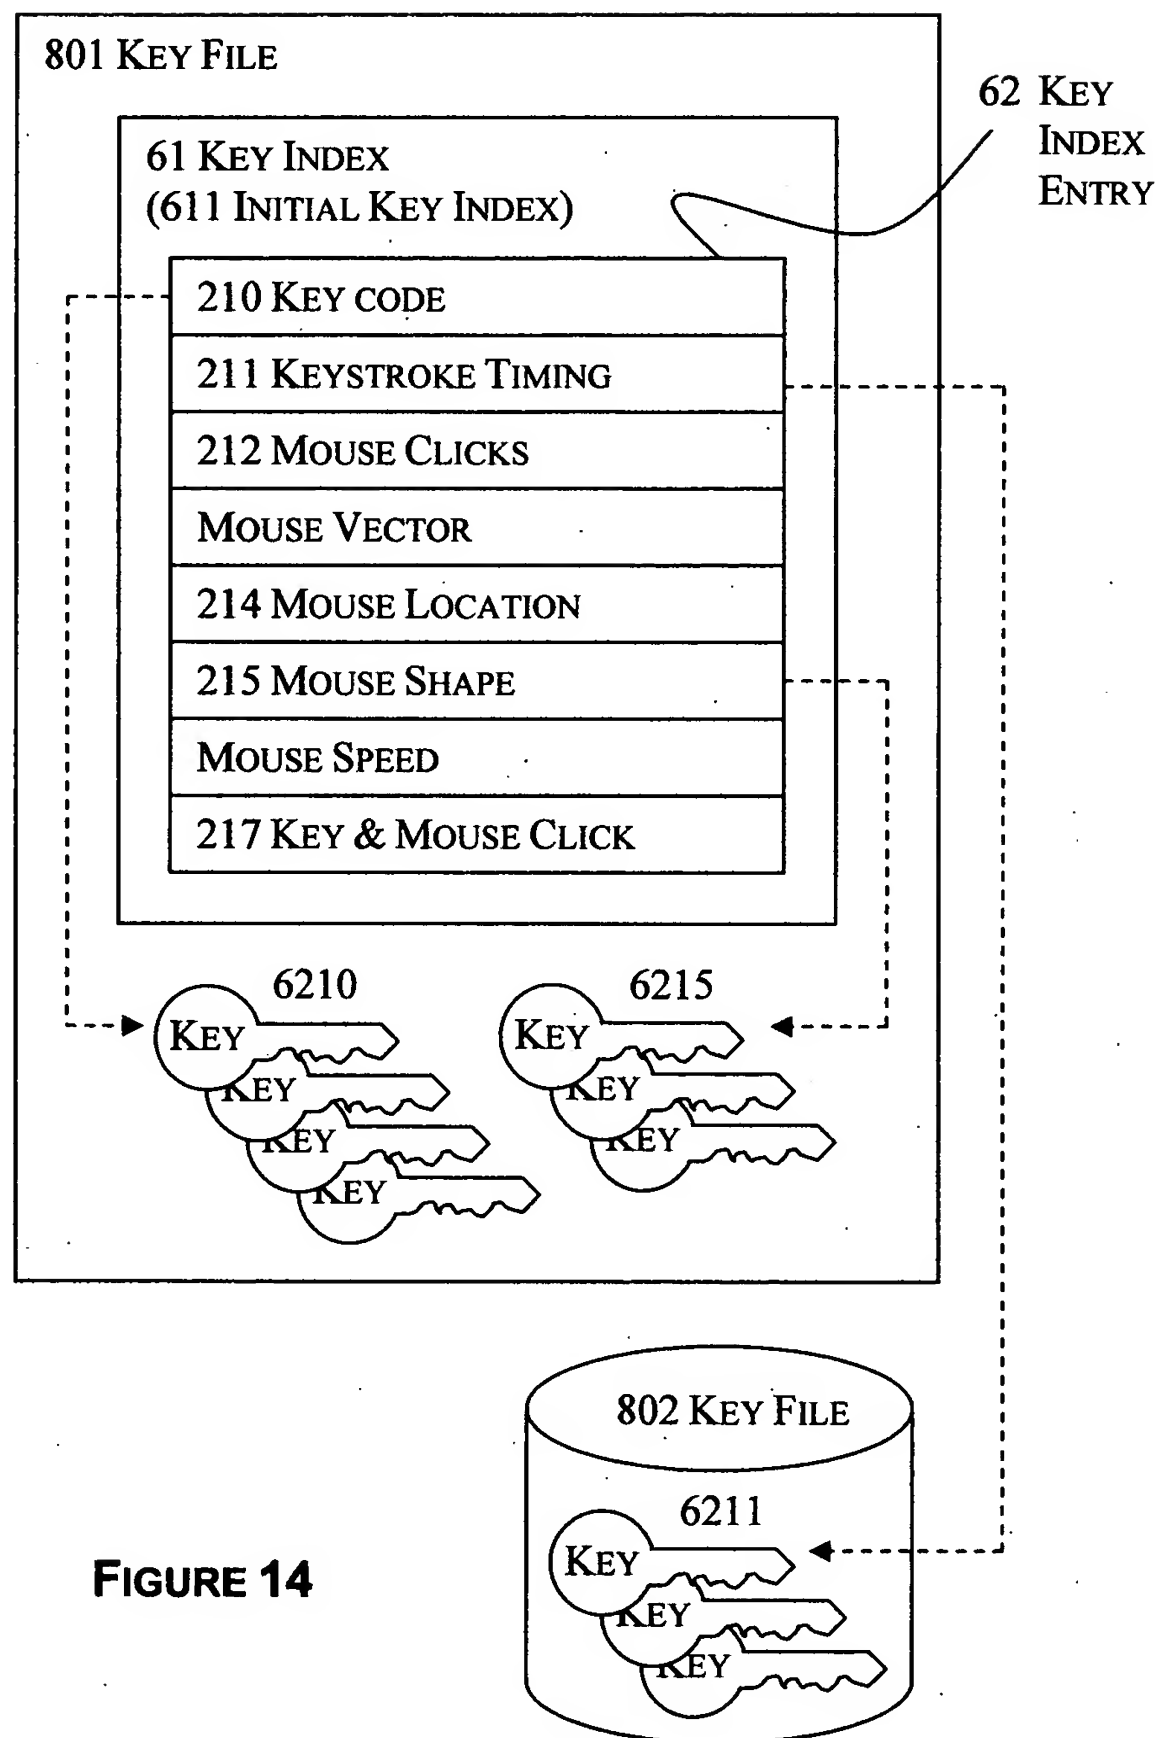 801 KEY FILE
62 KEY
INDEX
ENTRY
61 KEY INDEX
(611 INITIAL KEY INDEX)
210 KEY CODE
211 KEYSTROKE TIMING
212 MOUSE CLICKS
MOUSE VECTOR
214 MOUSE LOCATION
215 MOUSE SHAPE
MOUSE SPEED
217 KEY & MOUSE CLICK
6210
6215
KEY
KEY
KEY
KEY
KEY
KEY
KEY
802 KEY FILE
6211
KEY
KEY
KEY
FIGURE 14